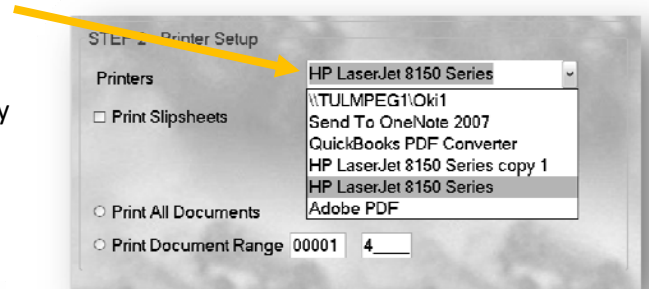 STEP 2 - Printer Setup
Printers
HP LaserJet 8150 Series
y
Print Slipsheets
\\TULMPEG1\Oki1
Send To OneNote 2007
QuickBooks PDF Converter
HP LaserJet 8150 Series copy 1
HP LaserJet 8150 Series
Adobe PDF
Print All Documents
Print Document Range 00001 4____